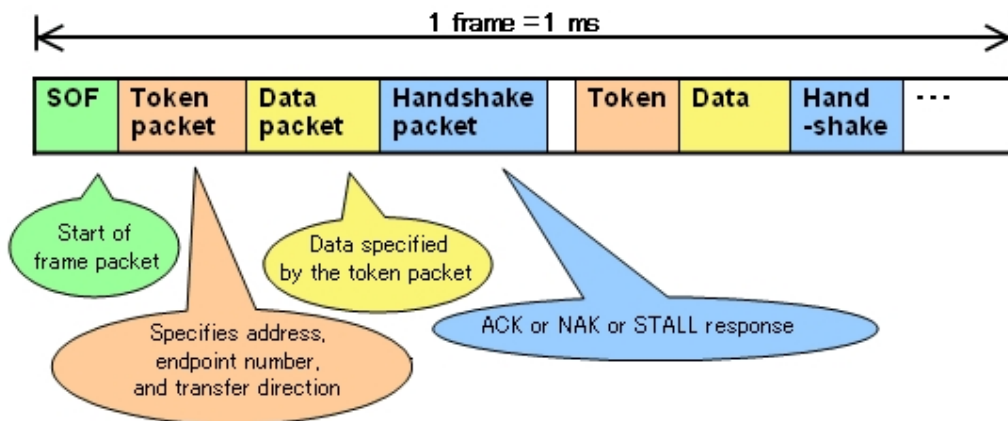 1 frame = 1 ms
SOF
Token
packet
Data
packet
Handshake
packet
Token
Data
Hand
-shake
---
Start of
frame packet
Specifies address,
endpoint number,
and transfer direction
Data specified
by the token packet
ACK or NAK or STALL response